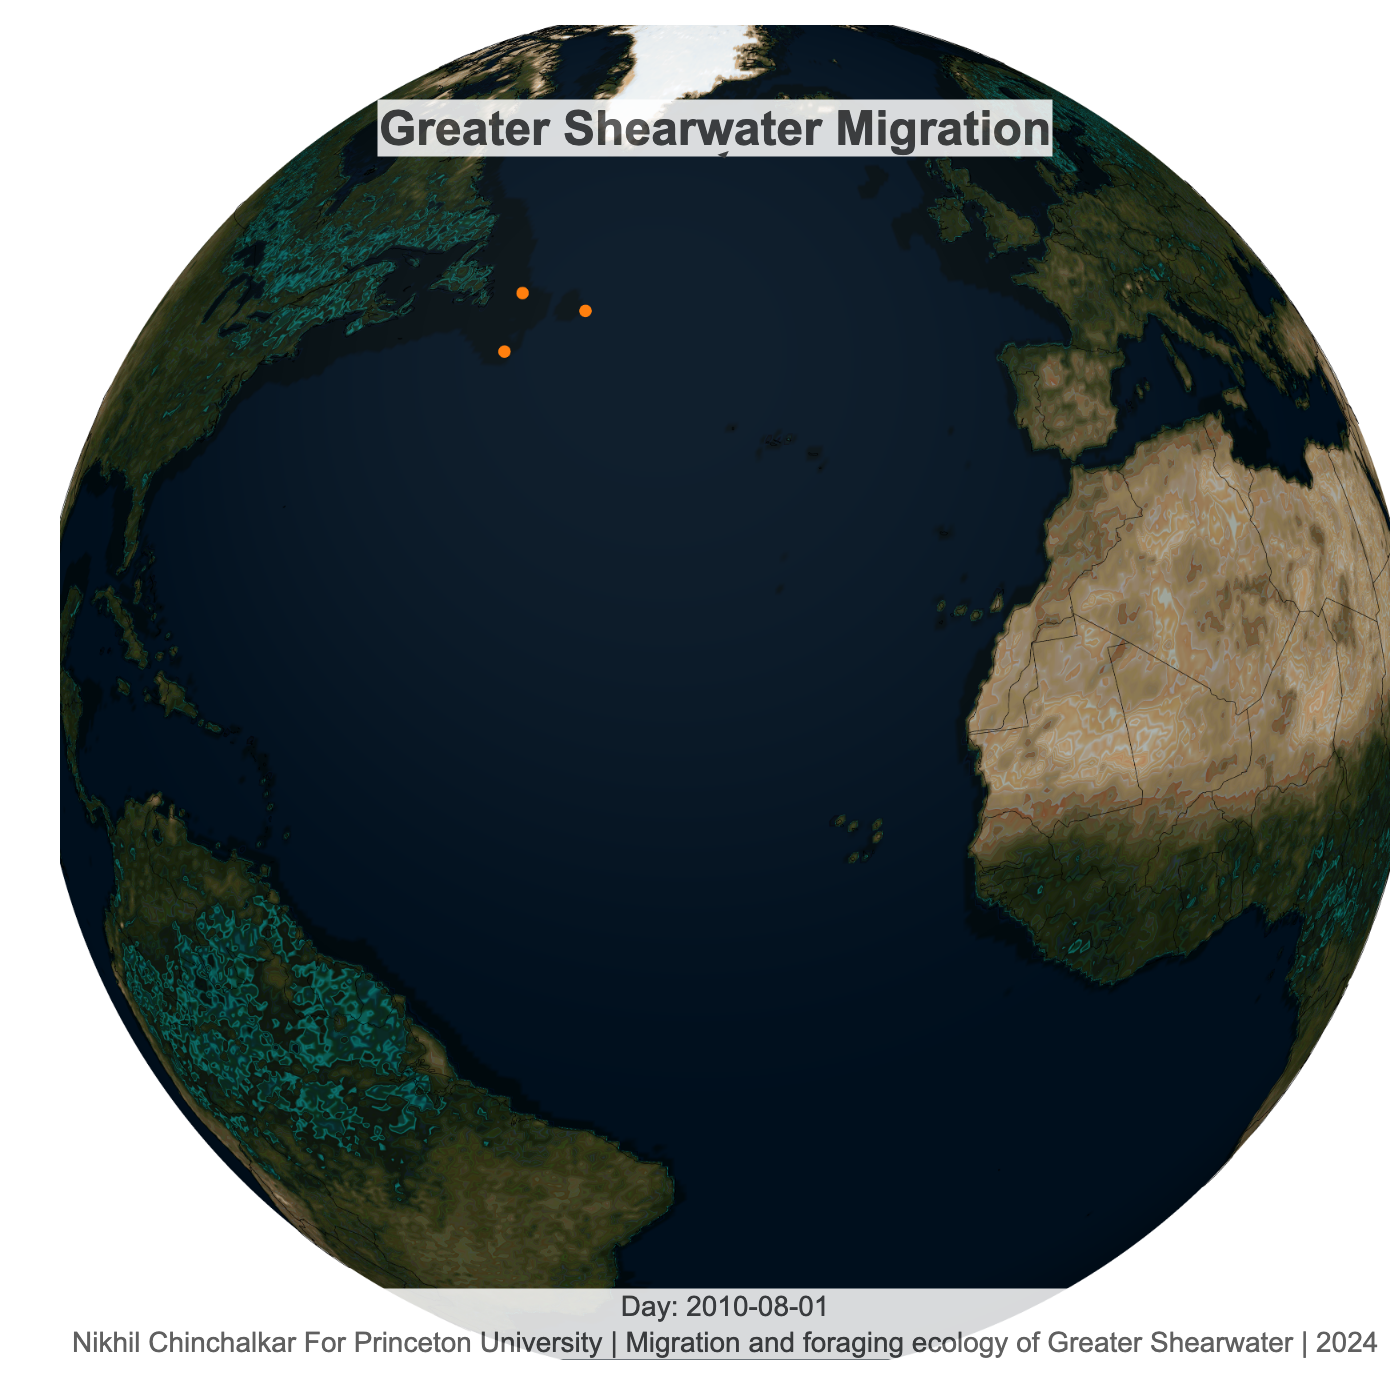 Greater Shearwater Migration
Day: 2010-08-01
Nikhil Chinchalkar For Princeton University | Migration and foraging ecology of Greater Shearwater | 2024